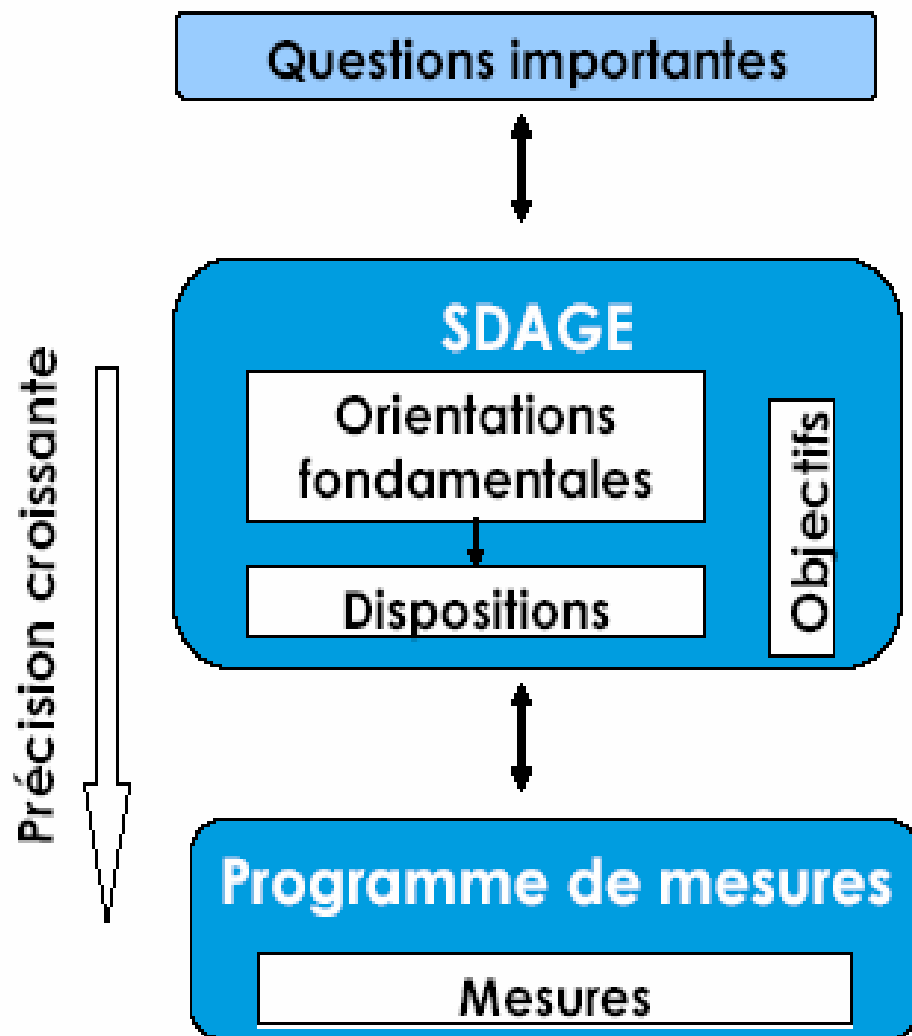 Questions importantes
SDAGE
Orientations
fondamentales
Dispositions
Objectifs
Précision croissante
Programme de mesures
Mesures